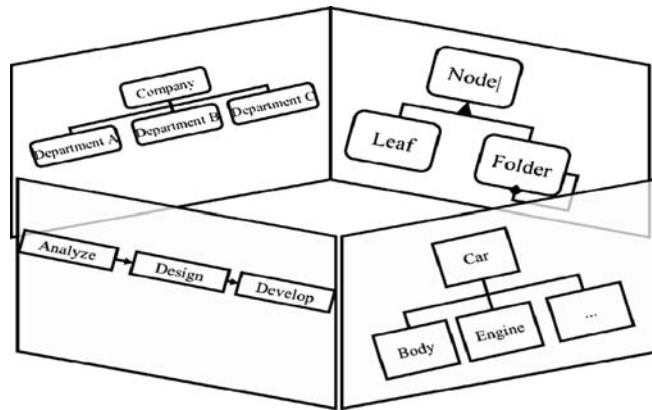 Company
Department A
Department B
Department C
Node|
Leaf
Folder
Analyze
Design
Develop
Car
Body
Engine
...